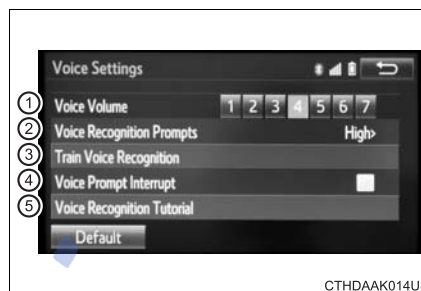 Voice Settings
1 Voice Volume 1 2 3 4 5 6 7
2 Voice Recognition Prompts High>
3 Train Voice Recognition
4 Voice Prompt Interrupt
5 Voice Recognition Tutorial
Default
CTHDAAK014U